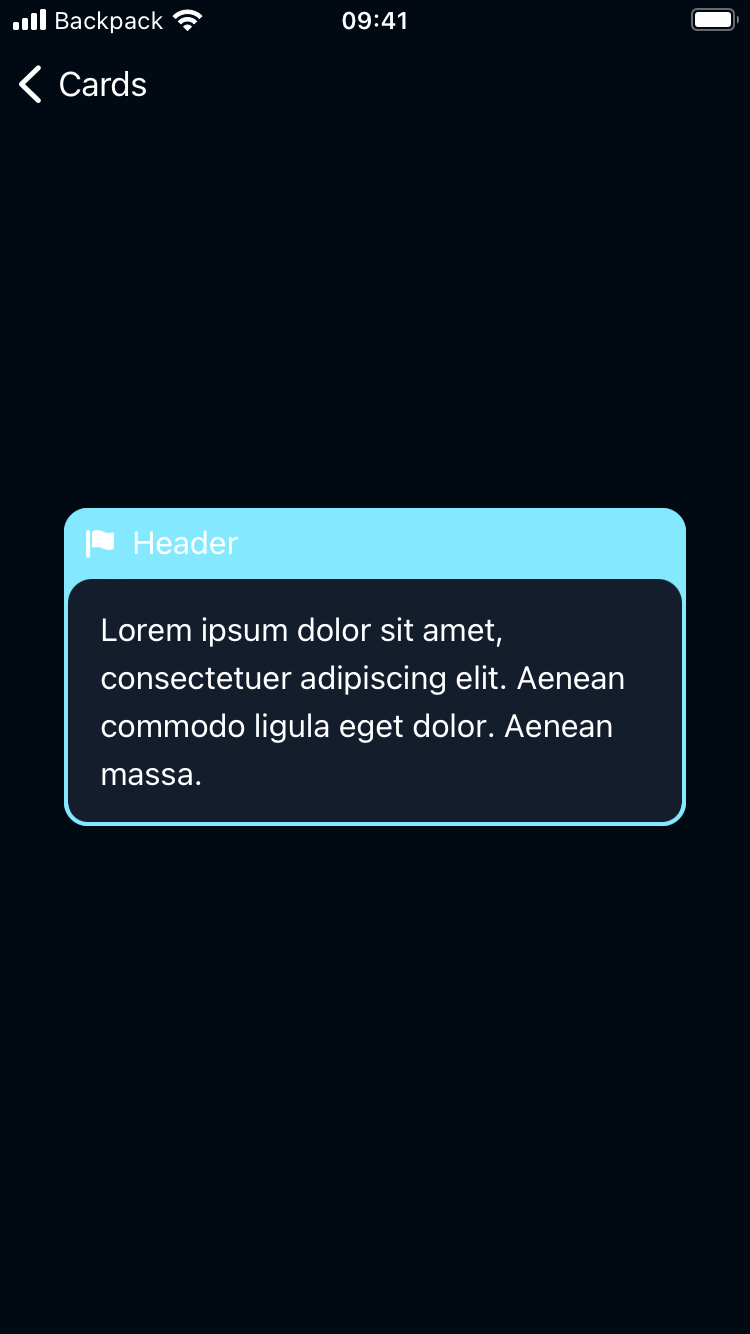 Backpack 09:41
Cards
Header
Lorem ipsum dolor sit amet,
consectetuer adipiscing elit. Aenean
commodo ligula eget dolor. Aenean
massa.